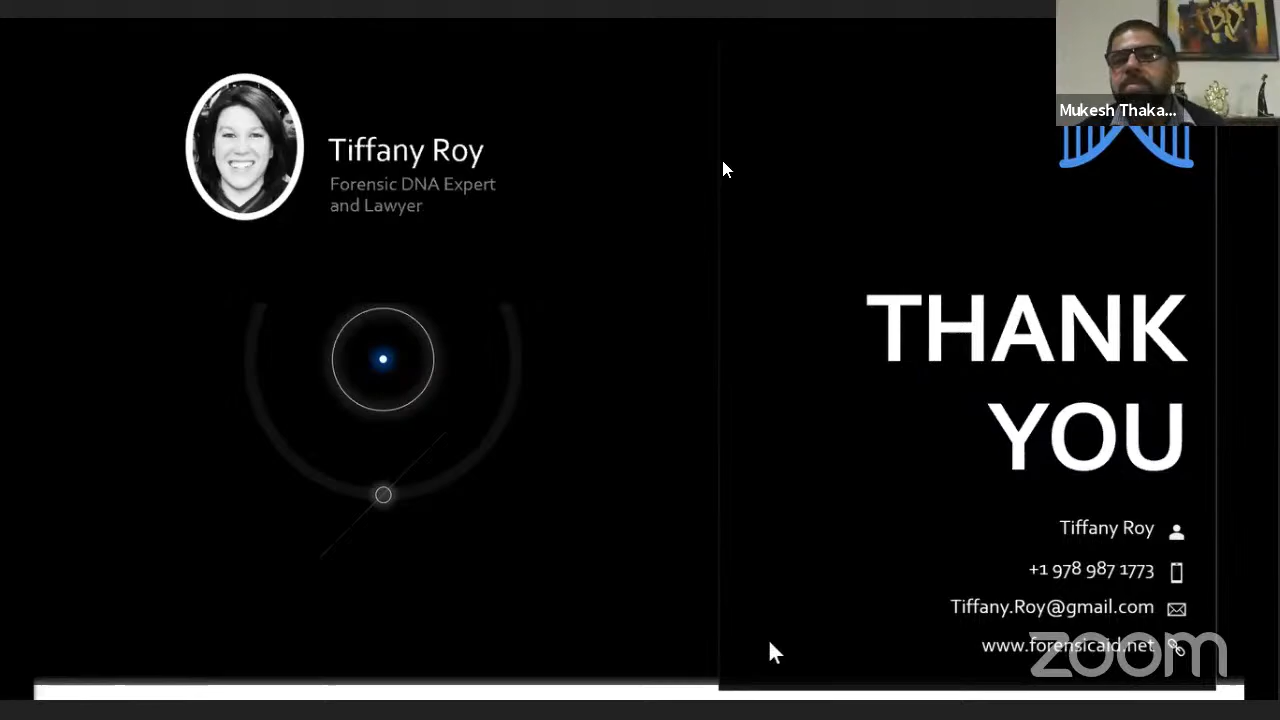 Mukesh Thaka...
Tiffany Roy
Forensic DNA Expert
and Lawyer
THANK
YOU
Tiffany Roy
+1 978 987 1773
Tiffany.Roy@gmail.com
www.forensicaid.net
zoom